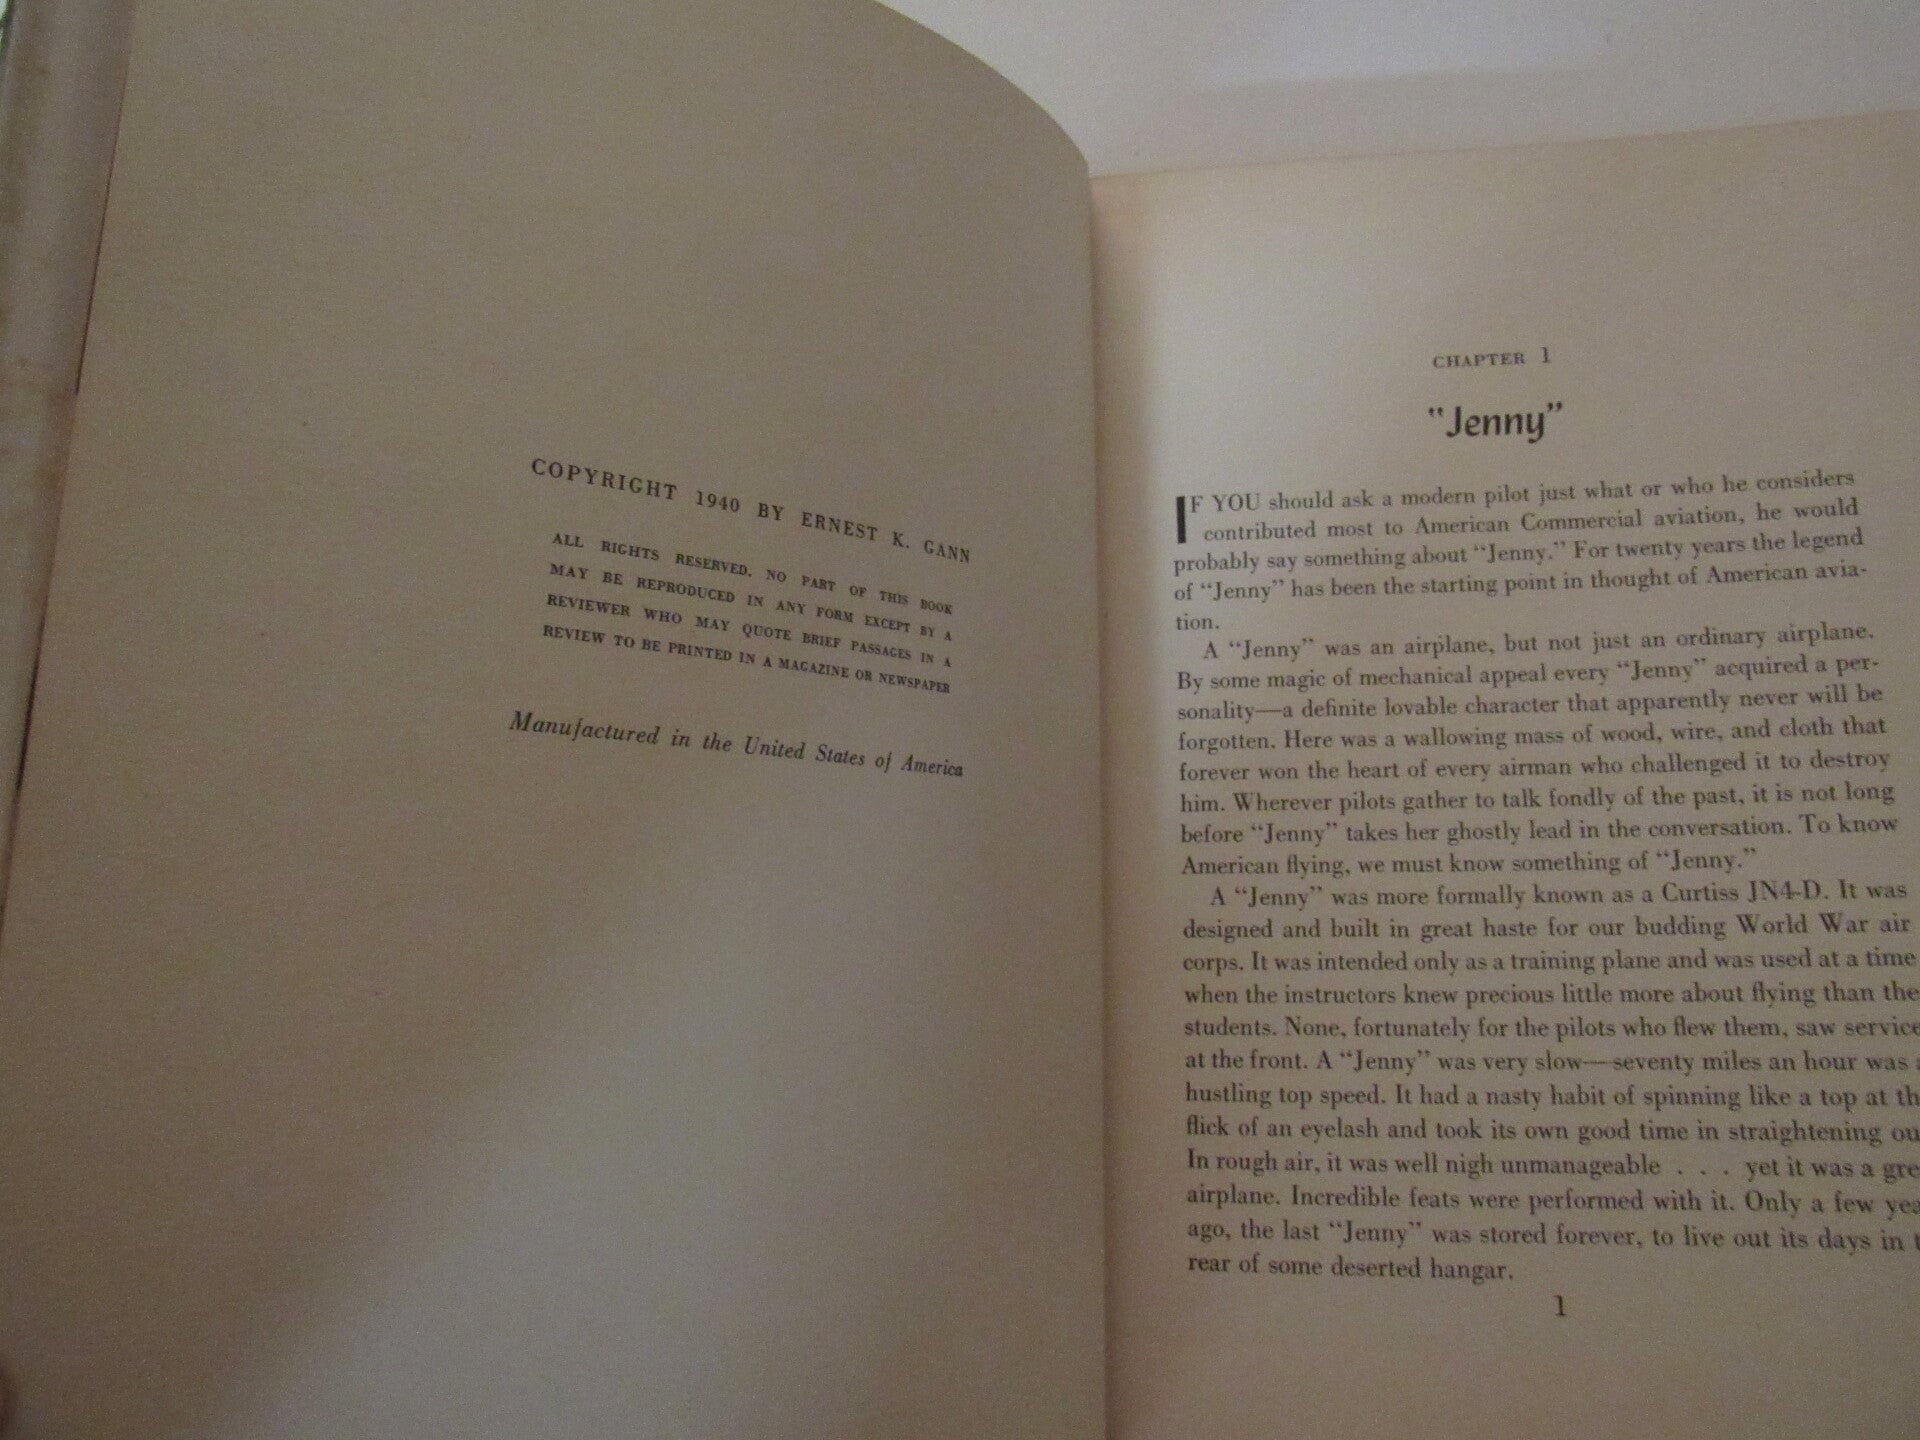 COPYRIGHT 1940 BY ERNEST K. GANN
ALL RIGHTS RESERVED. NO PART OF THIS BOOK
MAY BE REPRODUCED IN ANY FORM EXCEPT BY A
REVIEWER WHO MAY QUOTE BRIEF PASSAGES IN A
REVIEW TO BE PRINTED IN A MAGAZINE OR NEWSPAPER
Manufactured in the United States of America
CHAPTER 1
"Jenny"
IF YOU should ask a modern pilot just what or who he considers
contributed most to American Commercial aviation, he would
probably say something about "Jenny." For twenty years the legend
of "Jenny" has been the starting point in thought of American avia-
tion.
A "Jenny" was an airplane, but not just an ordinary airplane.
By some magic of mechanical appeal every "Jenny" acquired a per-
sonality—a definite lovable character that apparently never will be
forgotten. Here was a wallowing mass of wood, wire, and cloth that
forever won the heart of every airman who challenged it to destroy
him. Wherever pilots gather to talk fondly of the past, it is not long
before "Jenny" takes her ghostly lead in the conversation. To know
American flying, we must know something of "Jenny."
A "Jenny" was more formally known as a Curtiss JN4-D. It was
designed and built in great haste for our budding World War air
corps. It was intended only as a training plane and was used at a time
when the instructors knew precious little more about flying than the
students. None, fortunately for the pilots who flew them, saw service
at the front. A "Jenny" was very slow—seventy miles an hour was
hustling top speed. It had a nasty habit of spinning like a top at th
flick of an eyelash and took its own good time in straightening ou
In rough air, it was well nigh unmanageable . . . yet it was a gre
airplane. Incredible feats were performed with it. Only a few yea
ago, the last "Jenny" was stored forever, to live out its days in t
rear of some deserted hangar.
1